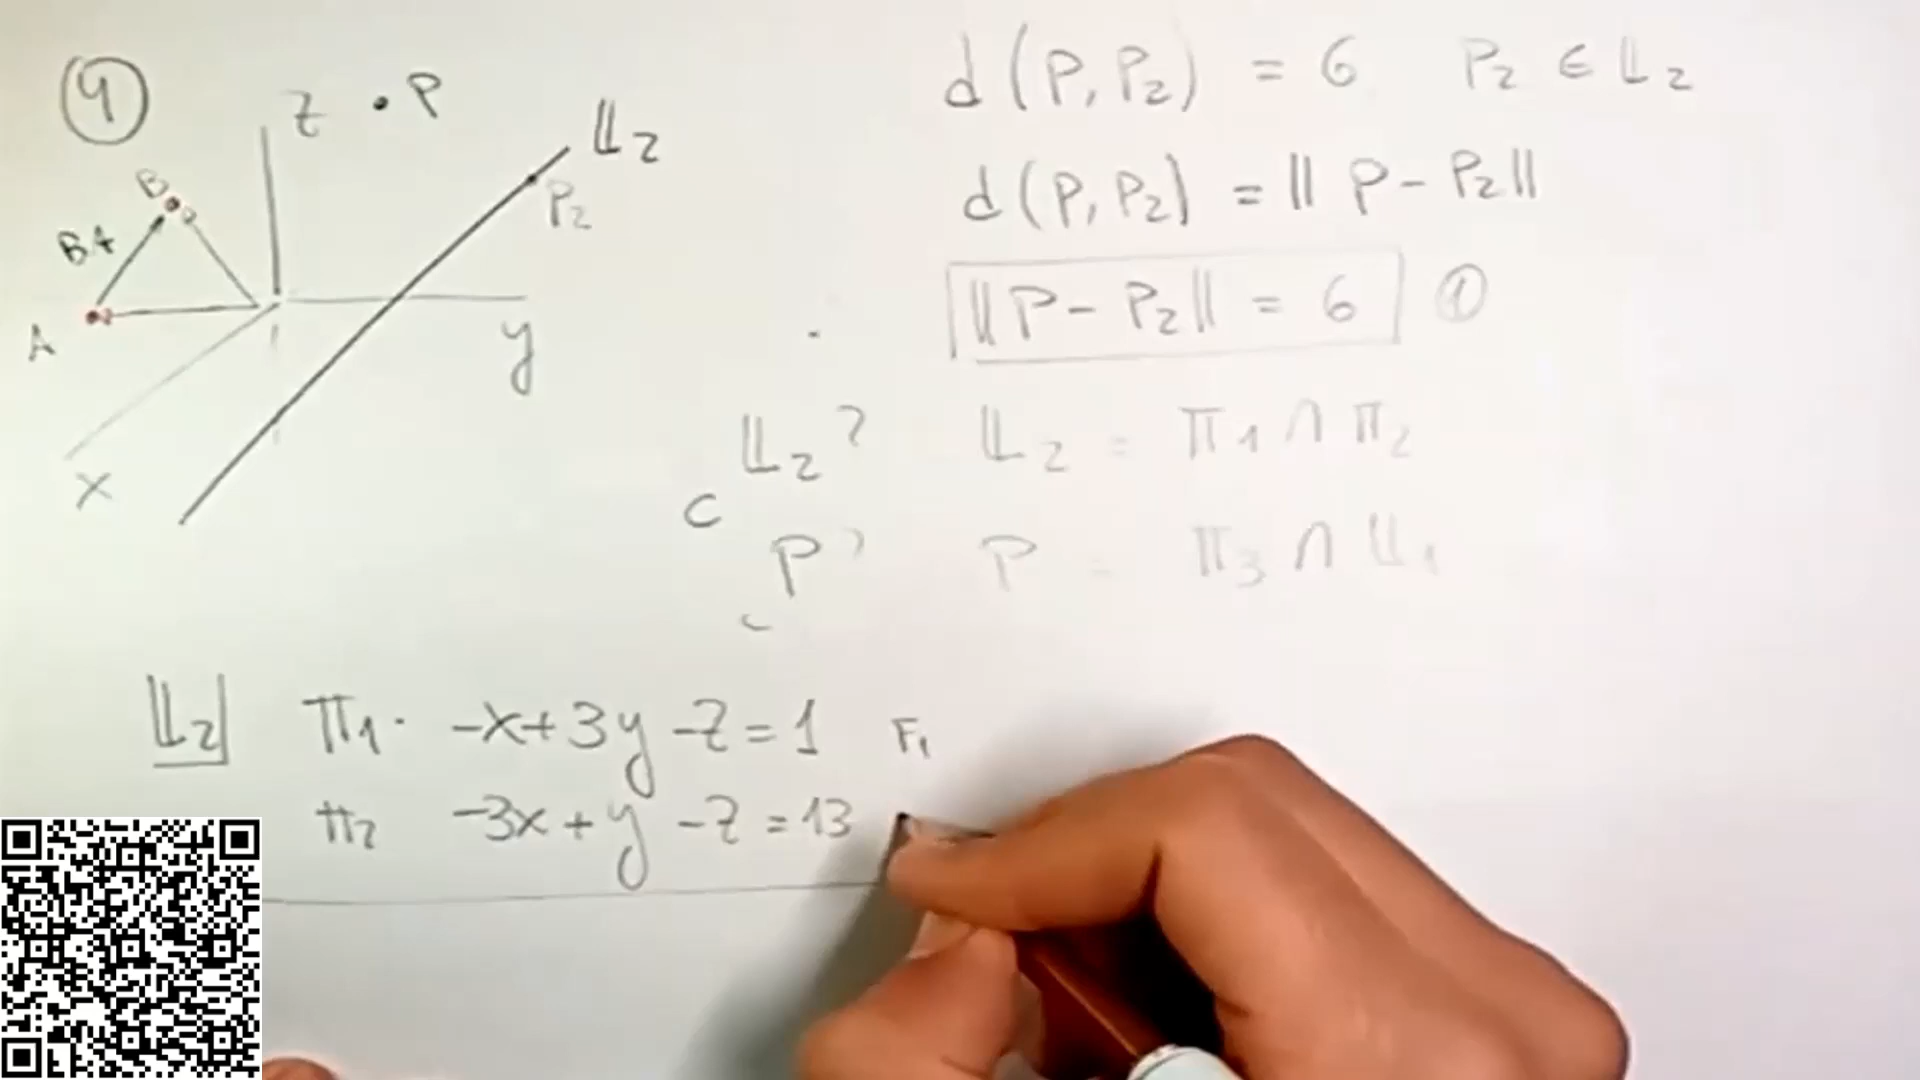 ④
z . P
𝕃₂
B
P₂
BA
A
y
x
d(P, P₂) = 6 P₂ ∈ 𝕃₂
d(P, P₂) = || P - P₂ ||
|| P - P₂ || = 6 ①
𝕃₂? 𝕃₂ = π₁ ∩ π₂
C
P? P = π₃ ∩ 𝕃₁
𝕃₂ π₁. -x+3y-z=1 F₁
π₂ -3x+y-z=13